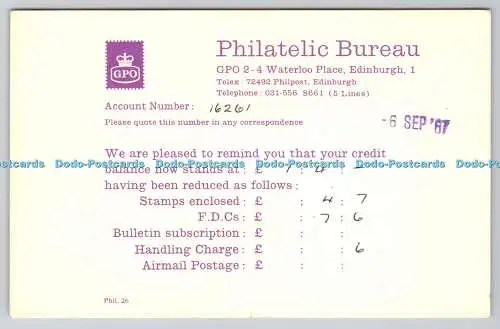 Philatelic Bureau
GPO
GPO 2-4 Waterloo Place, Edinburgh, 1
Telex: 72492 Philpost, Edinburgh
Telephone: 031-556 8661 (5 Lines)
Account Number: 16261
Please quote this number in any correspondence
-6 SEP '67
We are pleased to remind you that your credit
balance now stands at: £ 1 : 4 : -
Dodo-Postcards Dodo-Postcards Dodo-Postcards Dodo-Postcards Dodo-Postcards Dodo-Postcards
having been reduced as follows:
Stamps enclosed: £ : 4 : 7
F.D.Cs: £ : 7 : 6
Bulletin subscription: £ : :
Handling Charge: £ : : 6
Airmail Postage: £ : :
Phil. 26